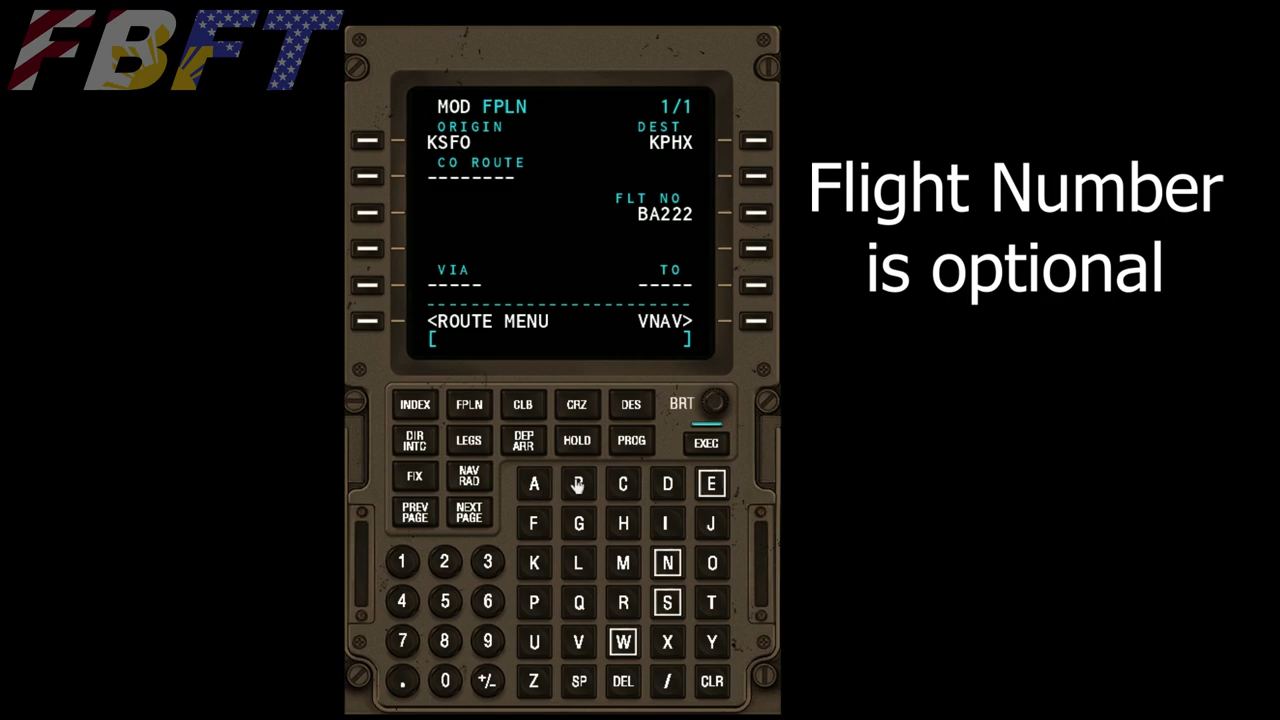 FBFT
MOD FPLN 1/1
ORIGIN DEST
KSFO KPHX
CO ROUTE
--------
FLT NO
BA222
VIA TO
----- -----
------------------------
<ROUTE MENU VNAV>
[ ]
Flight Number
is optional
INDEX FPLN CLB CRZ DES BRT
DIR INTC LEGS DEP ARR HOLD PROG EXEC
FIX NAV RAD
PREV PAGE NEXT PAGE
A C D E
F G H I J
K L M N O
P Q R S T
U V W X Y
Z SP DEL / CLR
1 2 3
4 5 6
7 8 9
. 0 +/-